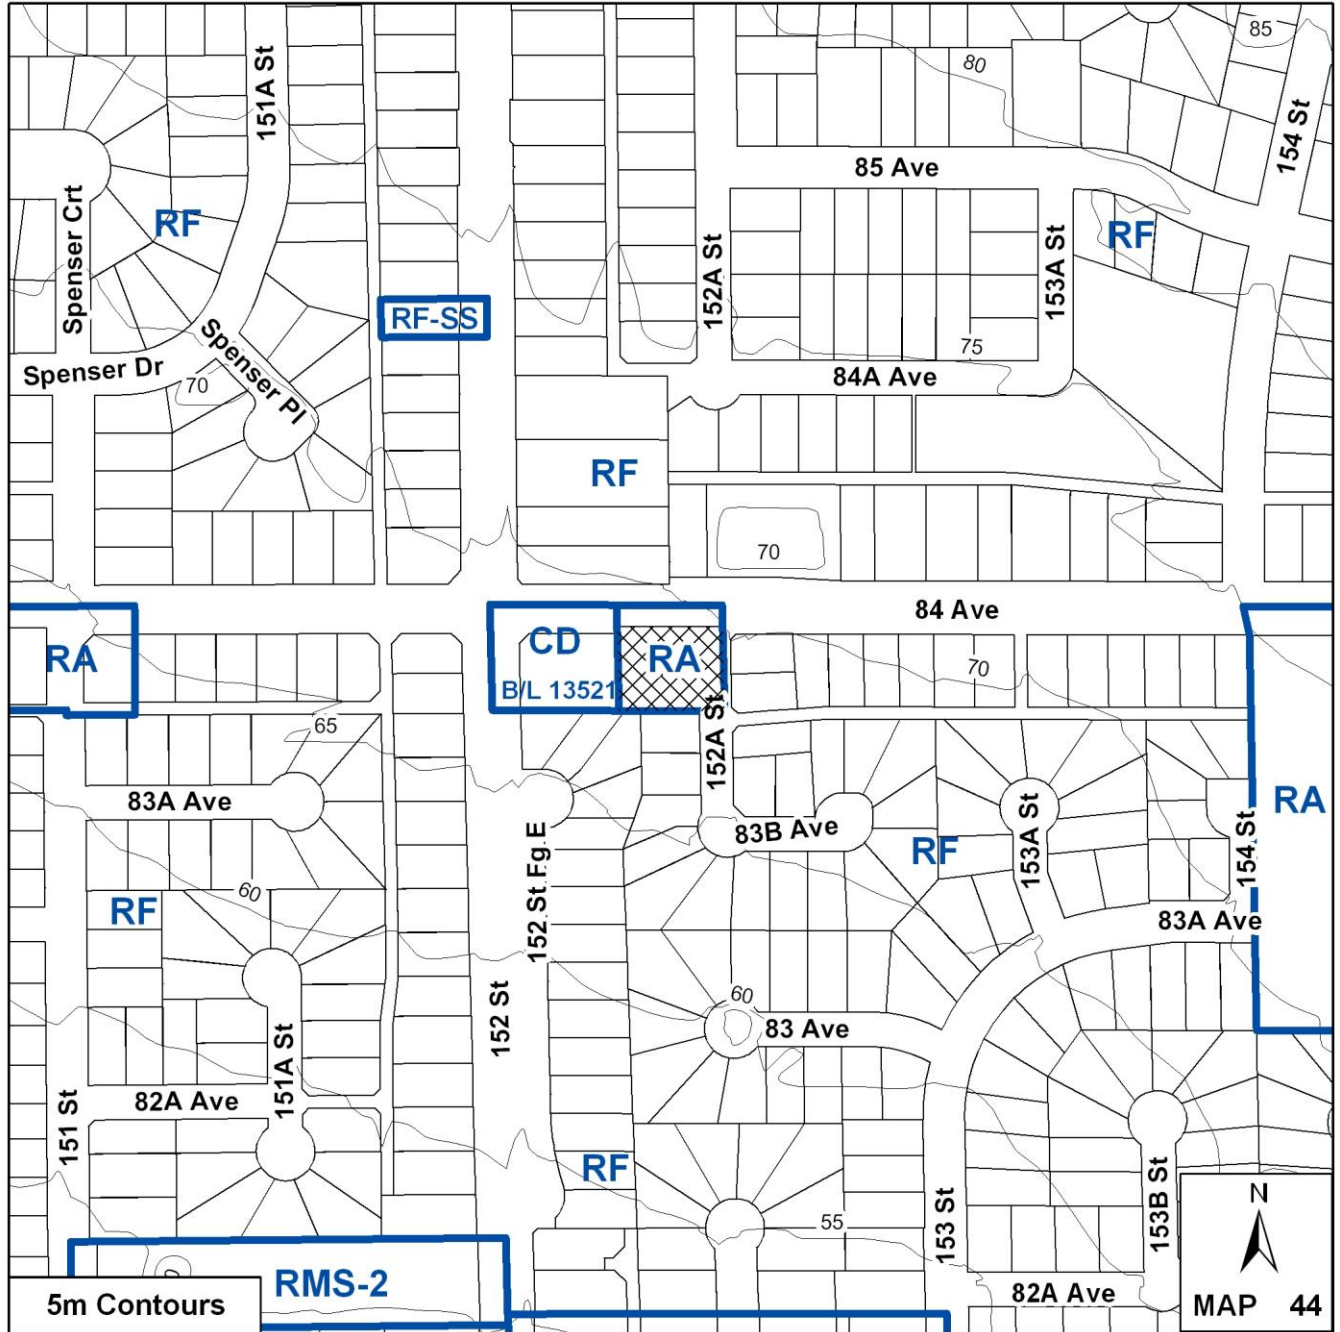 85
80
151A St
154 St
85 Ave
Spenser Crt
RF
152A St
153A St
RF
RF-SS
75
Spenser Dr
70
Spenser Pl
84A Ave
RF
70
84 Ave
RA
CD
RA
B/L 13521
70
65
152A St
83A Ave
83B Ave
RA
152 St Fg E
RF
153A St
154 St
60
RF
83A Ave
60
152 St
83 Ave
151A St
82A Ave
151 St
RF
55
153 St
153B St
N
RMS-2
82A Ave
5m Contours
MAP 44